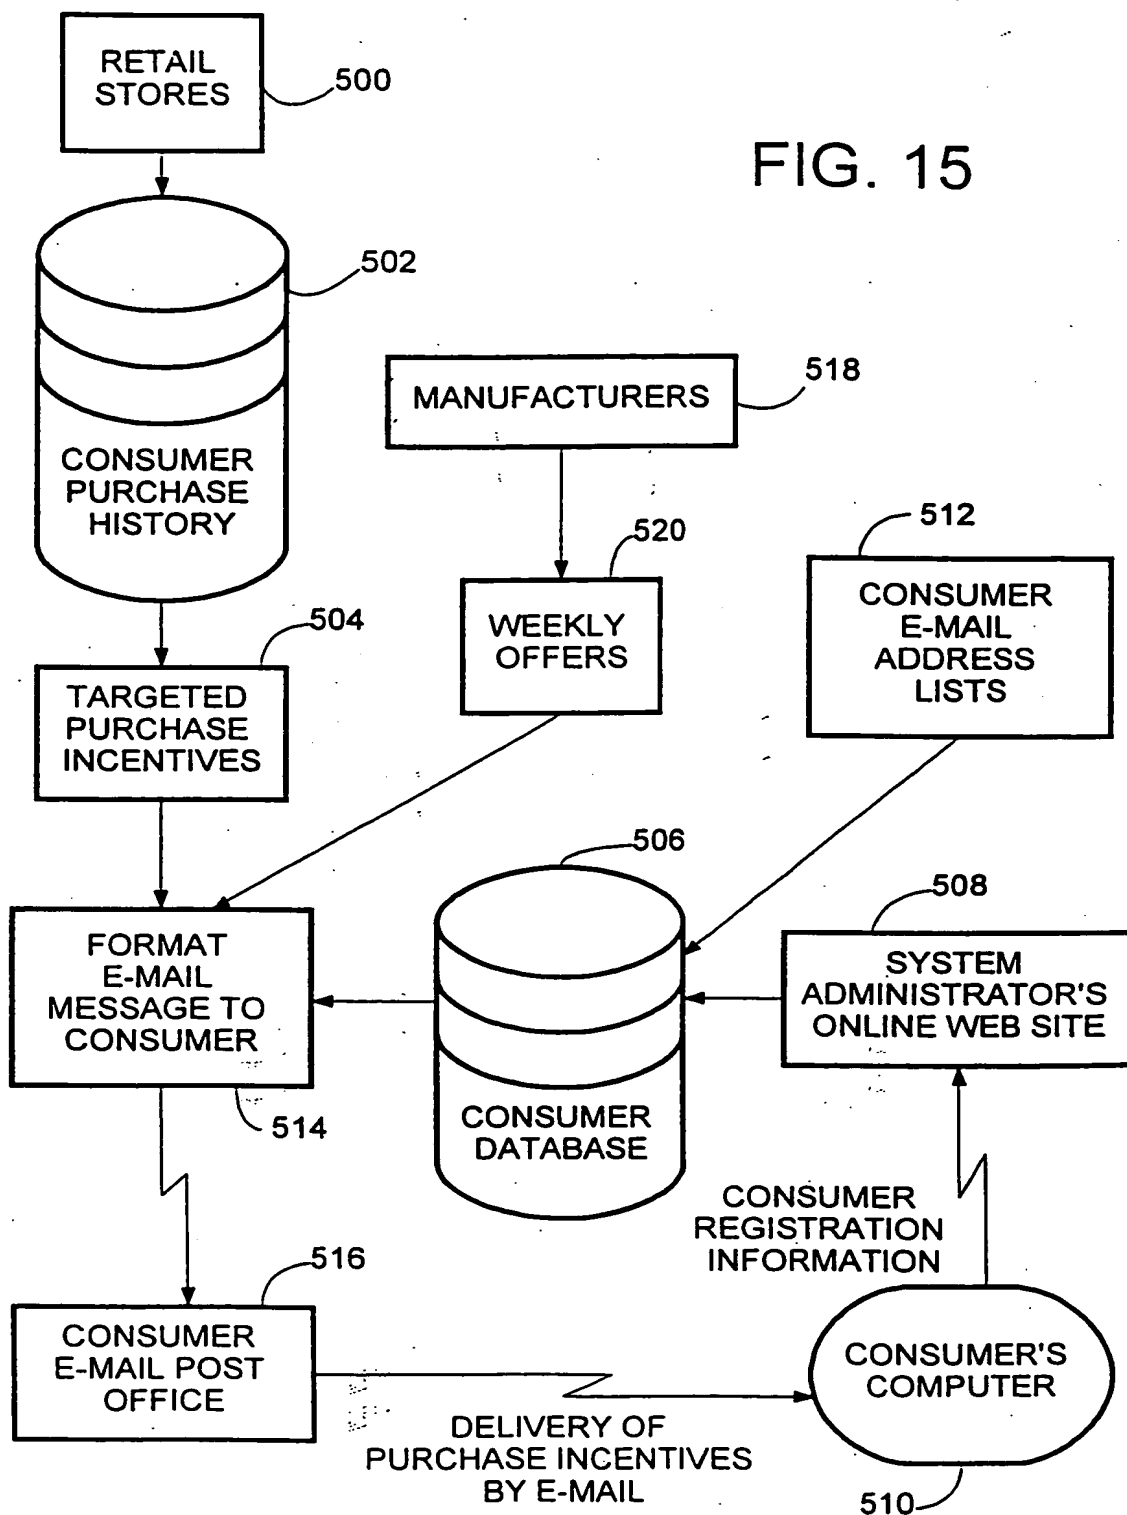 RETAIL
STORES
500
FIG. 15
502
CONSUMER
PURCHASE
HISTORY
MANUFACTURERS
518
520
WEEKLY
OFFERS
512
CONSUMER
E-MAIL
ADDRESS
LISTS
504
TARGETED
PURCHASE
INCENTIVES
506
CONSUMER
DATABASE
508
SYSTEM
ADMINISTRATOR'S
ONLINE WEB SITE
FORMAT
E-MAIL
MESSAGE TO
CONSUMER
514
CONSUMER
REGISTRATION
INFORMATION
516
CONSUMER
E-MAIL POST
OFFICE
DELIVERY OF
PURCHASE INCENTIVES
BY E-MAIL
CONSUMER'S
COMPUTER
510